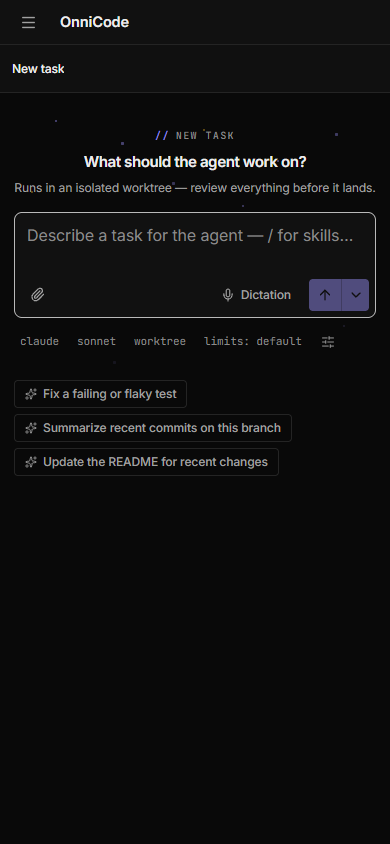 OnniCode
New task
// NEW TASK
What should the agent work on?
Runs in an isolated worktree — review everything before it lands.
Describe a task for the agent — / for skills...
Dictation
claude sonnet worktree limits: default
Fix a failing or flaky test
Summarize recent commits on this branch
Update the README for recent changes